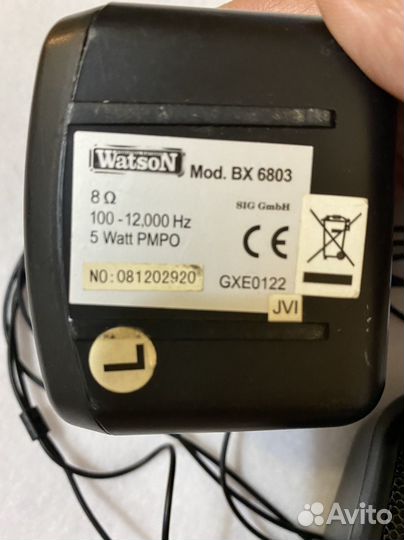 WatsoN Mod. BX 6803
8 Ω
SIG GmbH
100 - 12,000 Hz
5 Watt PMPO
CE
NO: 081202920
GXE0122
JVI
L
Avito